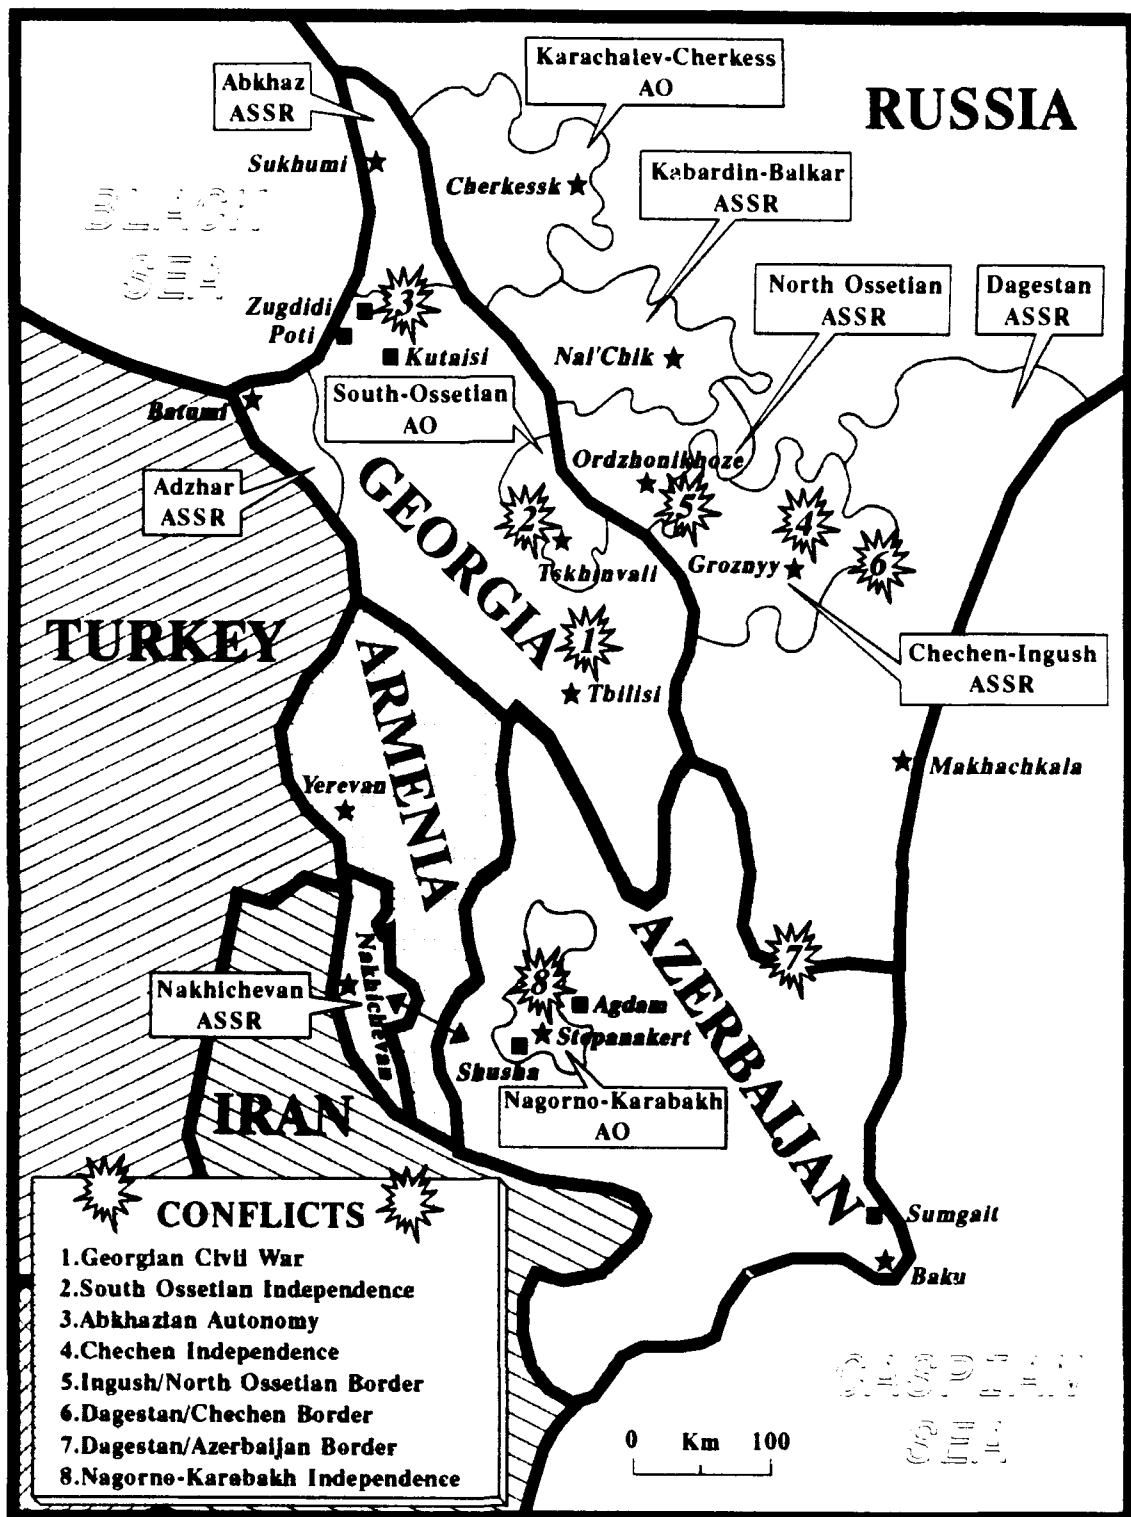 Karachalev-Cherkess
AO
Abkhaz
ASSR
RUSSIA
Sukhumi
Cherkessk
Kabardin-Balkar
ASSR
BLACK
SEA
North Ossetian
ASSR
Dagestan
ASSR
Zugdidi
Poti
3
Kutaisi
Nal'Chik
South-Ossetian
AO
Batumi
Ordzhonikhoze
Adzhar
ASSR
GEORGIA
2
5
4
6
Tskhinvali
Groznyy
TURKEY
1
Chechen-Ingush
ASSR
ARMENIA
Tbilisi
Makhachkala
Yerevan
AZERBAIJAN
7
Nakhichevan
Nakhichevan
ASSR
8
Agdam
Stepanakert
Shusha
Nagorno-Karabakh
AO
IRAN
CONFLICTS
1.Georgian Civil War
2.South Ossetian Independence
3.Abkhazian Autonomy
4.Chechen Independence
5.Ingush/North Ossetian Border
6.Dagestan/Chechen Border
7.Dagestan/Azerbaijan Border
8.Nagorno-Karabakh Independence
Sumgait
Baku
CASPIAN
SEA
0 Km 100